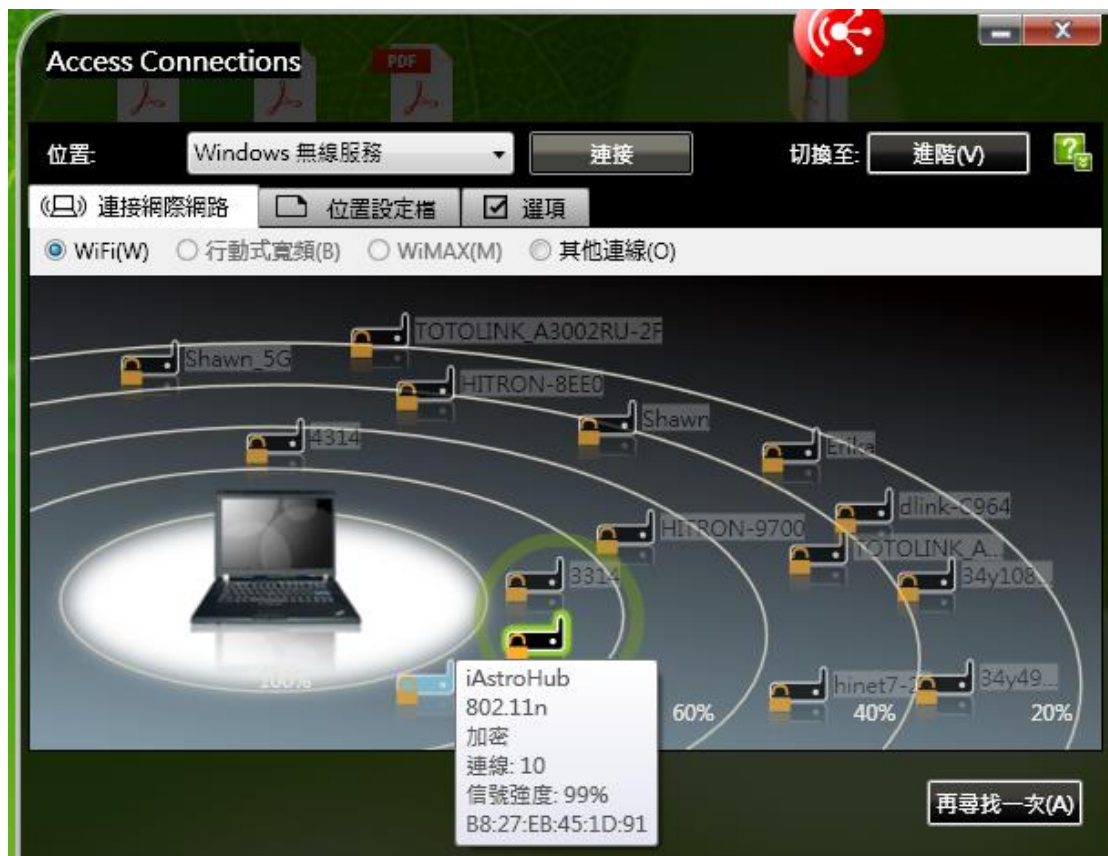 Access Connections
PDF
位置:
Windows 無線服務
連接
切換至:
進階(V)
?
連接網際網路
位置設定檔
選項
WiFi(W)
行動式寬頻(B)
WiMAX(M)
其他連線(O)
TOTOLINK_A3002RU-2F
Shawn_5G
HITRON-8EE0
Shawn
4314
Erika
dlink-C964
HITRON-9700
TOTOLINK_A...
3314
34y108...
100%
iAstroHub
802.11n
加密
連線: 10
信號強度: 99%
B8:27:EB:45:1D:91
hinet7-2
34y49...
60%
40%
20%
再尋找一次(A)